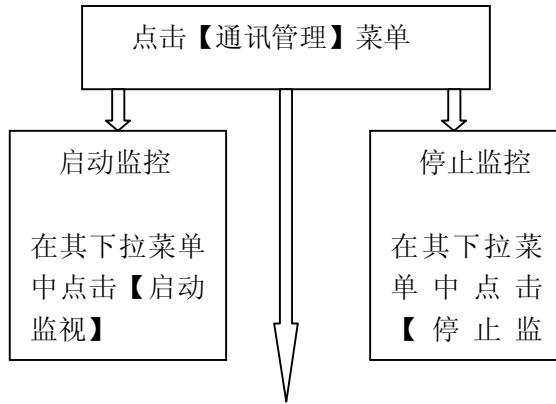 点击【通讯管理】菜单
启动监控
在其下拉菜单
中点击【启动
监视】
停止监控
在其下拉菜
单中点击
【停止监